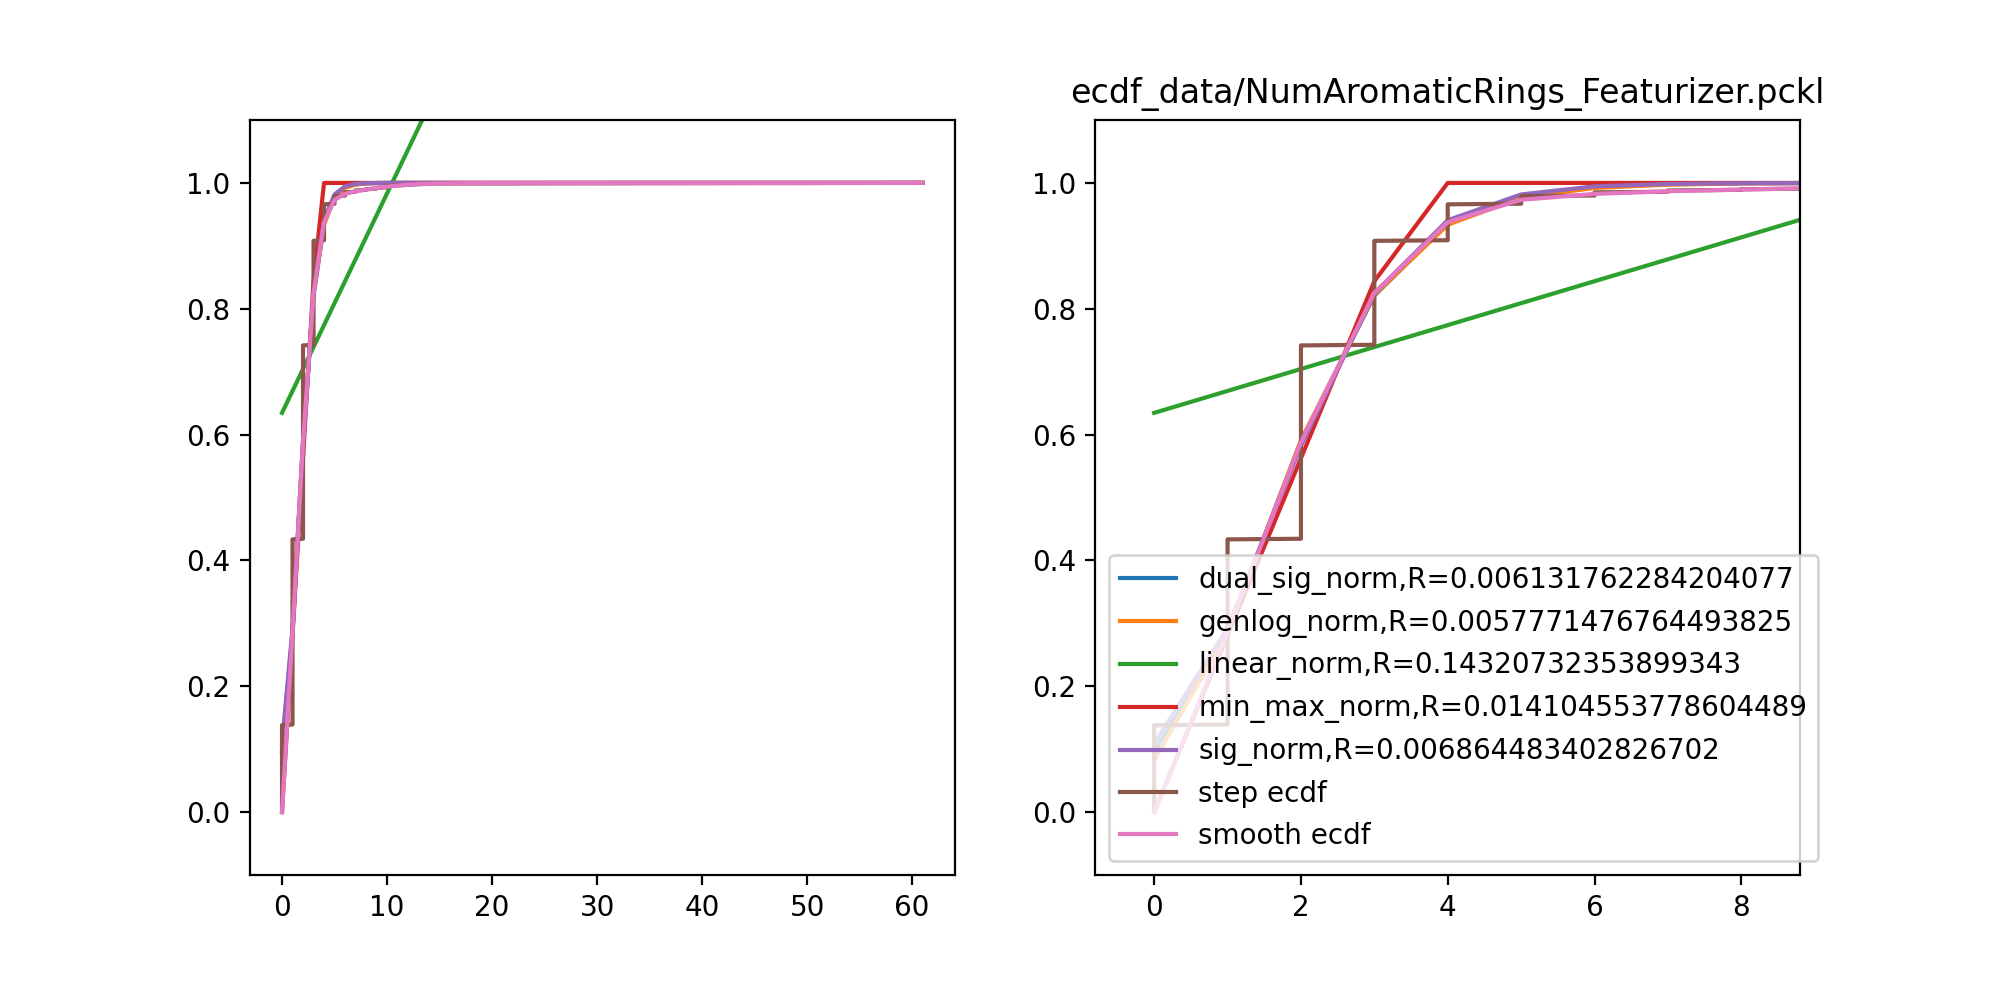 ecdf_data/NumAromaticRings_Featurizer.pckl
1.0
0.8
0.6
0.4
0.2
0.0
0 10 20 30 40 50 60
1.0
0.8
0.6
0.4
0.2
0.0
dual_sig_norm,R=0.006131762284204077
genlog_norm,R=0.0057771476764493825
linear_norm,R=0.14320732353899343
min_max_norm,R=0.014104553778604489
sig_norm,R=0.006864483402826702
step ecdf
smooth ecdf
0 2 4 6 8